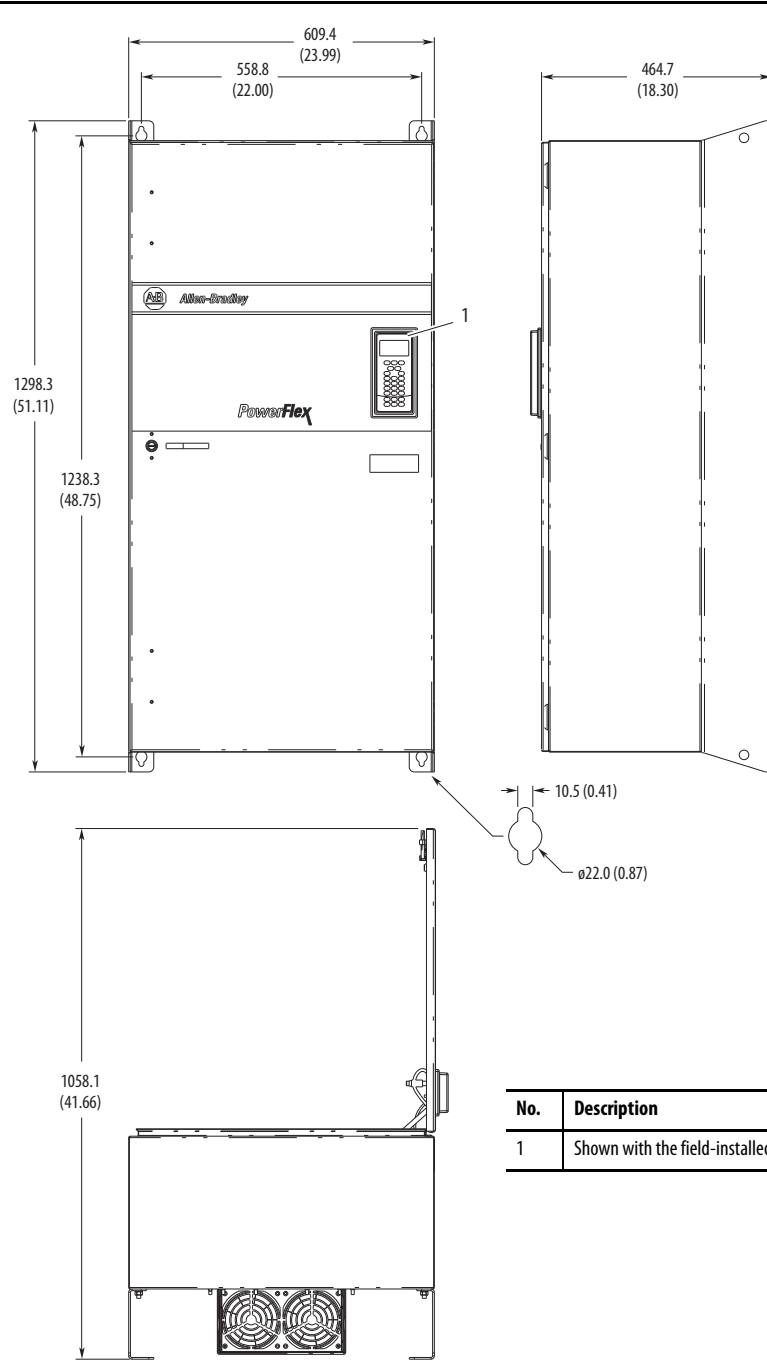 609.4
(23.99)
558.8
(22.00)
464.7
(18.30)
AB Allen-Bradley
1
1298.3
(51.11)
PowerFlex
1238.3
(48.75)
10.5 (0.41)
ø22.0 (0.87)
1058.1
(41.66)
No. Description
1 Shown with the field-installed